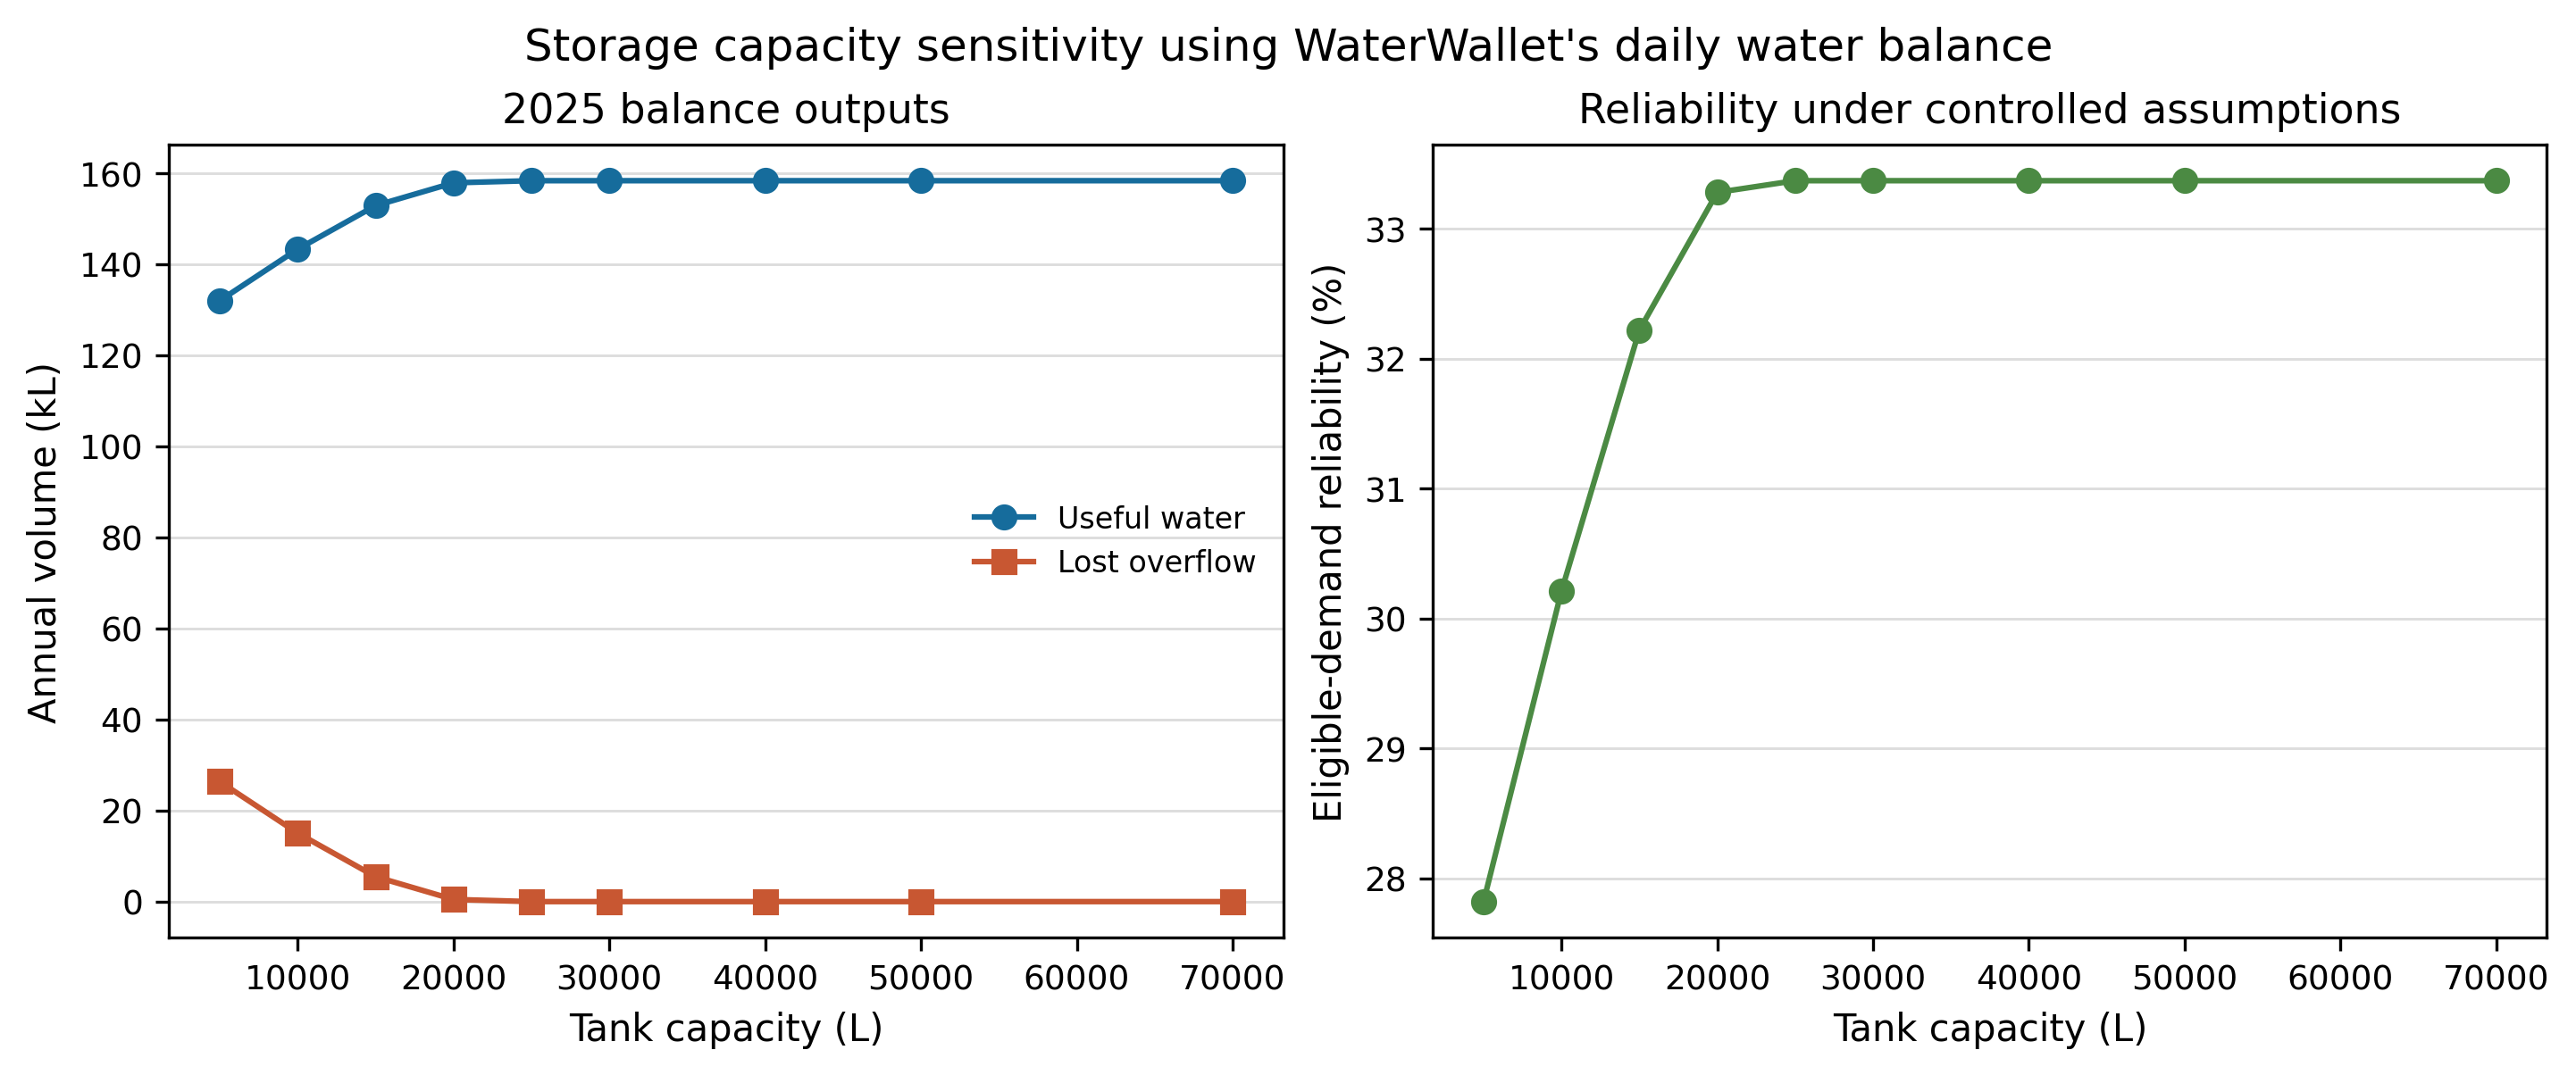 Storage capacity sensitivity using WaterWallet's daily water balance
2025 balance outputs
Annual volume (kL)
160
140
120
100
80
60
40
20
0
Useful water
Lost overflow
10000 20000 30000 40000 50000 60000 70000
Tank capacity (L)
Reliability under controlled assumptions
Eligible-demand reliability (%)
33
32
31
30
29
28
10000 20000 30000 40000 50000 60000 70000
Tank capacity (L)